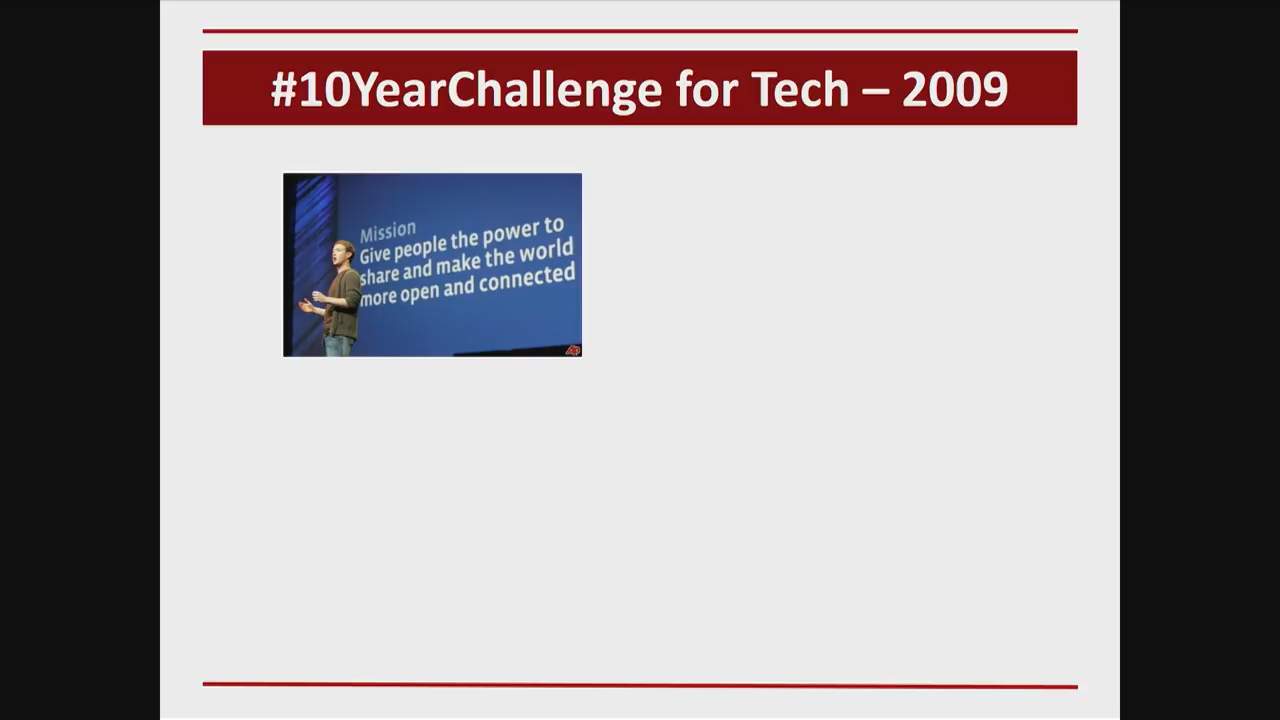 #10YearChallenge for Tech – 2009
Mission
Give people the power to
share and make the world
more open and connected
AP